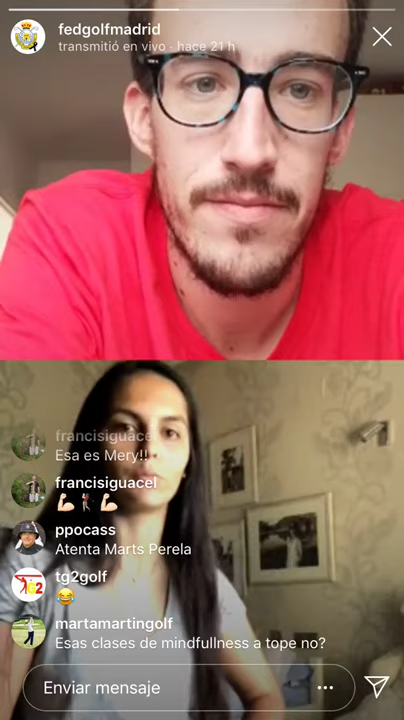 fedgolfmadrid
transmitió en vivo · hace 21 h
francisiguacel
Esa es Mery!!
francisiguacel
💪🏻 🏌🏻‍♀️ 💪🏻
ppocass
Atenta Marts Perela
tg2golf
😂
martamartingolf
Esas clases de mindfullness a tope no?
Enviar mensaje